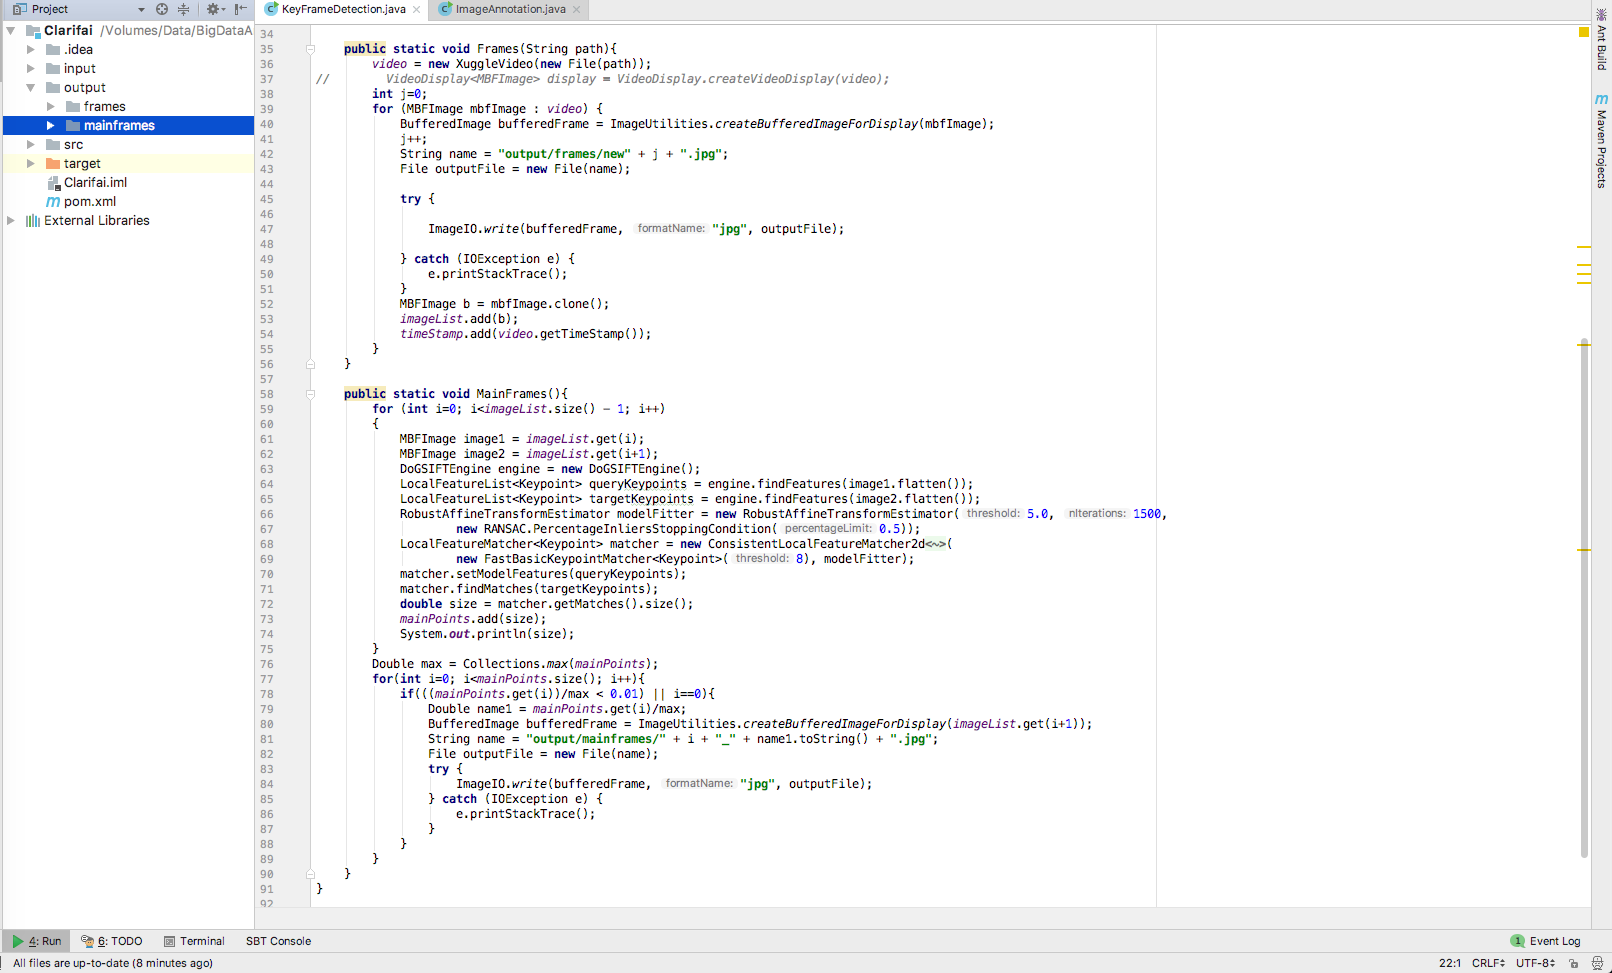 Project
KeyFrameDetection.java
ImageAnnotation.java
Clarifai /Volumes/Data/BigDataA
.idea
input
output
frames
mainframes
src
target
Clarifai.iml
pom.xml
External Libraries
34
35 public static void Frames(String path){
36 video = new XuggleVideo(new File(path));
37 // VideoDisplay<MBFImage> display = VideoDisplay.createVideoDisplay(video);
38 int j=0;
39 for (MBFImage mbfImage : video) {
40 BufferedImage bufferedFrame = ImageUtilities.createBufferedImageForDisplay(mbfImage);
41 j++;
42 String name = "output/frames/new" + j + ".jpg";
43 File outputFile = new File(name);
44
45 try {
46
47 ImageIO.write(bufferedFrame, formatName: "jpg", outputFile);
48
49 } catch (IOException e) {
50 e.printStackTrace();
51 }
52 MBFImage b = mbfImage.clone();
53 imageList.add(b);
54 timeStamp.add(video.getTimeStamp());
55 }
56 }
57
58 public static void MainFrames(){
59 for (int i=0; i<imageList.size() - 1; i++)
60 {
61 MBFImage image1 = imageList.get(i);
62 MBFImage image2 = imageList.get(i+1);
63 DoGSIFTEngine engine = new DoGSIFTEngine();
64 LocalFeatureList<Keypoint> queryKeypoints = engine.findFeatures(image1.flatten());
65 LocalFeatureList<Keypoint> targetKeypoints = engine.findFeatures(image2.flatten());
66 RobustAffineTransformEstimator modelFitter = new RobustAffineTransformEstimator( threshold: 5.0, nIterations: 1500,
67 new RANSAC.PercentageInliersStoppingCondition( percentageLimit: 0.5));
68 LocalFeatureMatcher<Keypoint> matcher = new ConsistentLocalFeatureMatcher2d<~>(
69 new FastBasicKeypointMatcher<Keypoint>( threshold: 8), modelFitter);
70 matcher.setModelFeatures(queryKeypoints);
71 matcher.findMatches(targetKeypoints);
72 double size = matcher.getMatches().size();
73 mainPoints.add(size);
74 System.out.println(size);
75 }
76 Double max = Collections.max(mainPoints);
77 for(int i=0; i<mainPoints.size(); i++){
78 if(((mainPoints.get(i))/max < 0.01) || i==0){
79 Double name1 = mainPoints.get(i)/max;
80 BufferedImage bufferedFrame = ImageUtilities.createBufferedImageForDisplay(imageList.get(i+1));
81 String name = "output/mainframes/" + i + "_" + name1.toString() + ".jpg";
82 File outputFile = new File(name);
83 try {
84 ImageIO.write(bufferedFrame, formatName: "jpg", outputFile);
85 } catch (IOException e) {
86 e.printStackTrace();
87 }
88 }
89 }
90 }
91 }
92
Ant Build
Maven Projects
4: Run 6: TODO Terminal SBT Console 1 Event Log
All files are up-to-date (8 minutes ago) 22:1 CRLF UTF-8